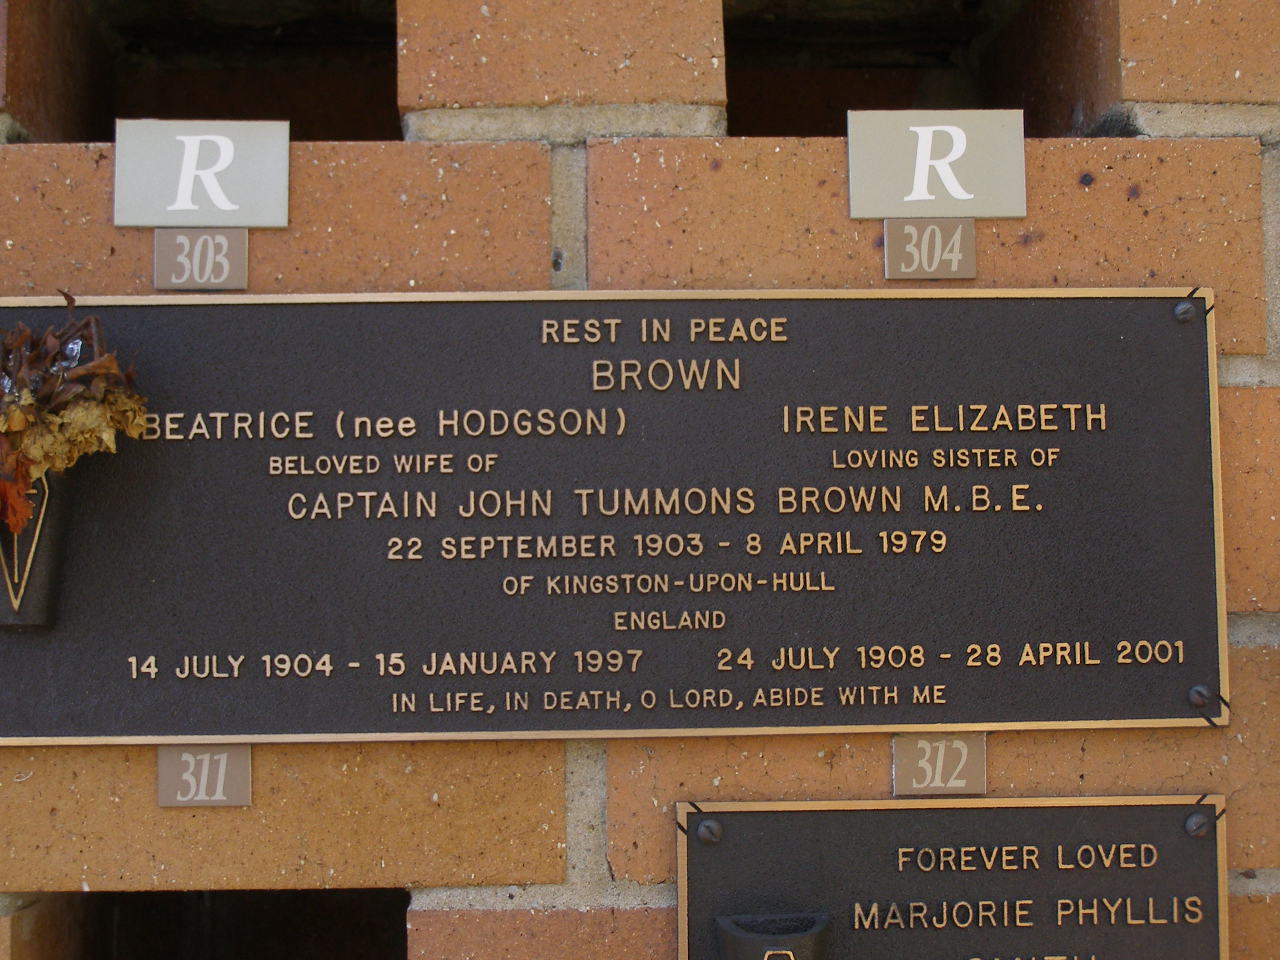 R
R
303
304
REST IN PEACE
BROWN
BEATRICE (nee HODGSON)
IRENE ELIZABETH
BELOVED WIFE OF
LOVING SISTER OF
CAPTAIN JOHN TUMMONS BROWN M.B.E.
22 SEPTEMBER 1903 - 8 APRIL 1979
OF KINGSTON-UPON-HULL
ENGLAND
14 JULY 1904 - 15 JANUARY 1997
24 JULY 1908 - 28 APRIL 2001
IN LIFE, IN DEATH, O LORD, ABIDE WITH ME
311
312
FOREVER LOVED
MARJORIE PHYLLIS